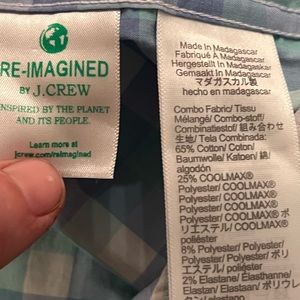 RE-IMAGINED
BY J.CREW
INSPIRED BY THE PLANET
AND ITS PEOPLE.
Learn more at
jcrew.com/reimagined
Made In Madagascar
Fabriqué À Madagascar
Hergestellt In Madagascar
Gemaakt In Madagascar
マダガスカル製
hecho en madagascar
Combo Fabric/ Tissu
Mélangé/ Combo-stoff/
Combinatiestof/ 組み合わせ
生地/ Tela Combinada:
65% Cotton/ Coton/
Baumwolle/ Katoen/ 綿/
algodón
25% COOLMAX®
Polyester/ COOLMAX®
Polyester/ COOLMAX®
Polyester/ COOLMAX®
Polyester/ COOLMAX® ポ
リエステル/ COOLMAX®
poliéster
8% Polyester/ Polyester/
Polyester/ Polyester/ ポリ
エステル/ poliéster
2% Elastane/ Élasthanne/
Elastan/ Elastaan/ ポリウレ
タン/ elastano